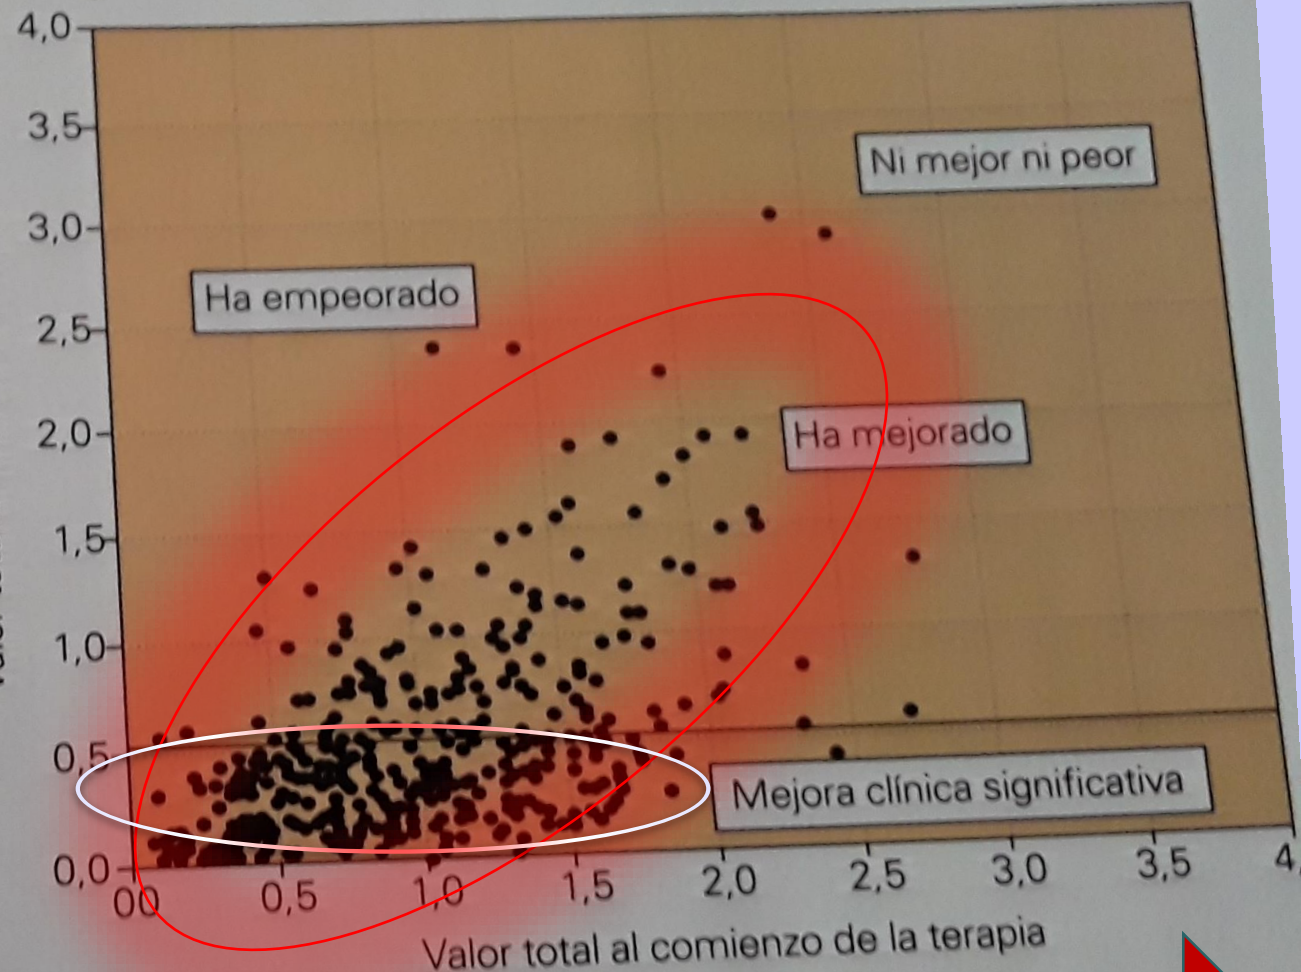 4,0
3,5
Ni mejor ni peor
3,0
Ha empeorado
2,5
2,0
Ha mejorado
1,5
1,0
0,5
Mejora clínica significativa
0,0
00 0,5 1,0 1,5 2,0 2,5 3,0 3,5 4,
Valor total al comienzo de la terapia